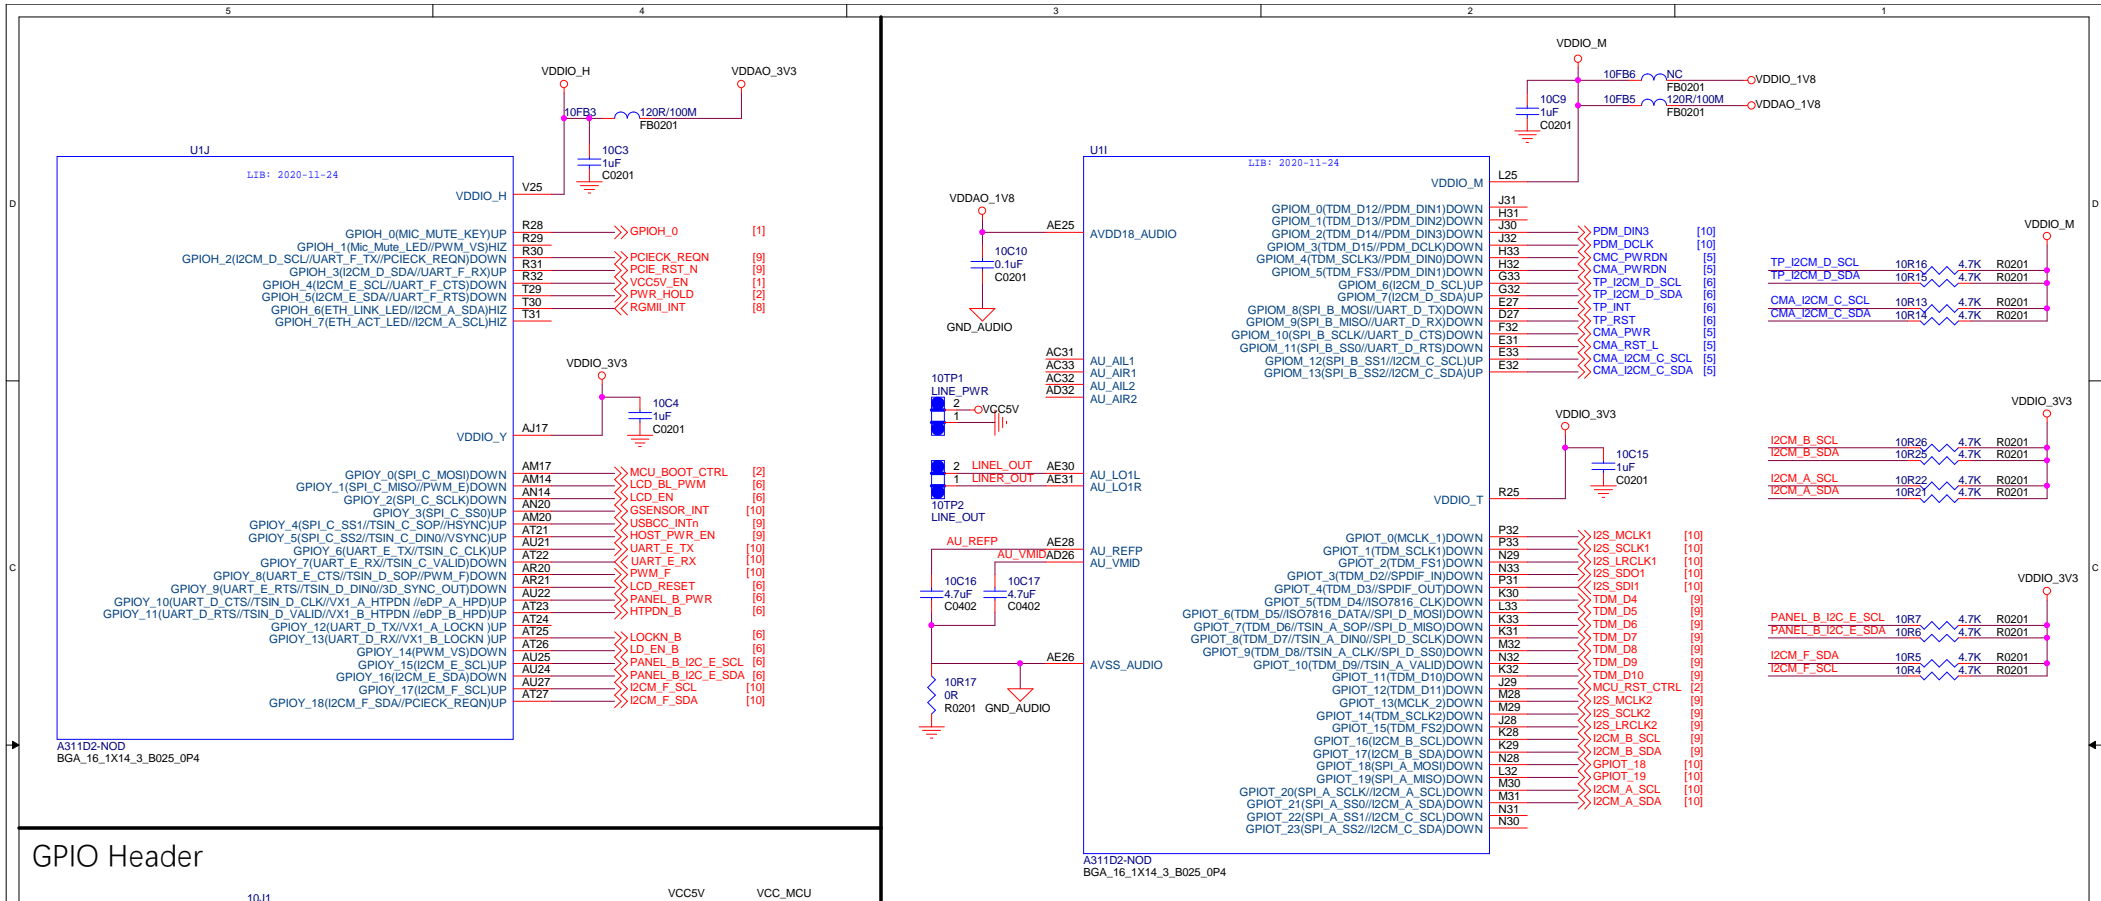 5
4
3
2
1
D
C
D
C
VDDIO_H
VDDAO_3V3
10FB3
120R/100M
FB0201
10C3
1uF
C0201
U1J
LIB: 2020-11-24
VDDIO_H V25
GPIOH_0(MIC_MUTE_KEY)UP R28 GPIOH_0 [1]
GPIOH_1(Mic_Mute_LED//PWM_VS)HIZ R29
GPIOH_2(I2CM_D_SCL//UART_F_TX//PCIECK_REQN)DOWN R30 PCIECK_REQN [9]
GPIOH_3(I2CM_D_SDA//UART_F_RX)UP R31 PCIE_RST_N [9]
GPIOH_4(I2CM_E_SCL//UART_F_CTS)DOWN R32 VCC5V_EN [1]
GPIOH_5(I2CM_E_SDA//UART_F_RTS)DOWN T29 PWR_HOLD [2]
GPIOH_6(ETH_LINK_LED//I2CM_A_SDA)HIZ T30 RGMII_INT [8]
GPIOH_7(ETH_ACT_LED//I2CM_A_SCL)HIZ T31
VDDIO_3V3
10C4
1uF
C0201
VDDIO_Y AJ17
GPIOY_0(SPI_C_MOSI)DOWN AM17 MCU_BOOT_CTRL [2]
GPIOY_1(SPI_C_MISO//PWM_E)DOWN AM14 LCD_BL_PWM [6]
GPIOY_2(SPI_C_SCLK)DOWN AN14 LCD_EN [6]
GPIOY_3(SPI_C_SS0)UP AN20 GSENSOR_INT [10]
GPIOY_4(SPI_C_SS1//TSIN_C_SOP//HSYNC)UP AM20 USBCC_INTn [9]
GPIOY_5(SPI_C_SS2//TSIN_C_DIN0//VSYNC)UP AT21 HOST_PWR_EN [9]
GPIOY_6(UART_E_TX//TSIN_C_CLK)UP AU21 UART_E_TX [10]
GPIOY_7(UART_E_RX//TSIN_C_VALID)DOWN AT22 UART_E_RX [10]
GPIOY_8(UART_E_CTS//TSIN_D_SOP//PWM_F)DOWN AR20 PWM_F [10]
GPIOY_9(UART_E_RTS//TSIN_D_DIN0//3D_SYNC_OUT)DOWN AR21 LCD_RESET [6]
GPIOY_10(UART_D_CTS//TSIN_D_CLK//VX1_A_HTPDN //eDP_A_HPD)UP AU22 PANEL_B_PWR [6]
GPIOY_11(UART_D_RTS//TSIN_D_VALID//VX1_B_HTPDN //eDP_B_HPD)UP AT23 HTPDN_B [6]
GPIOY_12(UART_D_TX//VX1_A_LOCKN )UP AT24
GPIOY_13(UART_D_RX//VX1_B_LOCKN )UP AT25 LOCKN_B [6]
GPIOY_14(PWM_VS)DOWN AT26 LD_EN_B [6]
GPIOY_15(I2CM_E_SCL)UP AU25 PANEL_B_I2C_E_SCL [6]
GPIOY_16(I2CM_E_SDA)DOWN AU24 PANEL_B_I2C_E_SDA [6]
GPIOY_17(I2CM_F_SCL)UP AU27 I2CM_F_SCL [10]
GPIOY_18(I2CM_F_SDA//PCIECK_REQN)UP AT27 I2CM_F_SDA [10]
A311D2-NOD
BGA_16_1X14_3_B025_0P4
GPIO Header
10J1
VCC5V
VCC_MCU
VDDIO_M
10FB6 NC VDDIO_1V8
FB0201
10FB5 120R/100M VDDAO_1V8
FB0201
10C9
1uF
C0201
U1I
LIB: 2020-11-24
VDDIO_M L25
VDDAO_1V8
AE25 AVDD18_AUDIO
10C10
0.1uF
C0201
GND_AUDIO
AC31 AU_AIL1
AC33 AU_AIR1
AC32 AU_AIL2
AD32 AU_AIR2
10TP1
LINE_PWR
2 VCC5V
1
2 LINEL_OUT AE30 AU_LO1L
1 LINER_OUT AE31 AU_LO1R
10TP2
LINE_OUT
AU_REFP AE28 AU_REFP
AU_VMID AD26 AU_VMID
10C16
4.7uF
C0402
10C17
4.7uF
C0402
AE26 AVSS_AUDIO
10R17
0R
R0201
GND_AUDIO
GPIOM_0(TDM_D12//PDM_DIN1)DOWN J31
GPIOM_1(TDM_D13//PDM_DIN2)DOWN H31
GPIOM_2(TDM_D14//PDM_DIN3)DOWN J30 PDM_DIN3 [10]
GPIOM_3(TDM_D15//PDM_DCLK)DOWN J32 PDM_DCLK [10]
GPIOM_4(TDM_SCLK3//PDM_DIN0)DOWN H33 CMC_PWRDN [5]
GPIOM_5(TDM_FS3//PDM_DIN1)DOWN H32 CMA_PWRDN [5]
GPIOM_6(I2CM_D_SCL)UP G33 TP_I2CM_D_SCL [6]
GPIOM_7(I2CM_D_SDA)UP G32 TP_I2CM_D_SDA [6]
GPIOM_8(SPI_B_MOSI//UART_D_TX)DOWN E27 TP_INT [6]
GPIOM_9(SPI_B_MISO//UART_D_RX)DOWN D27 TP_RST [6]
GPIOM_10(SPI_B_SCLK//UART_D_CTS)DOWN F32 CMA_PWR [5]
GPIOM_11(SPI_B_SS0//UART_D_RTS)DOWN E31 CMA_RST_L [5]
GPIOM_12(SPI_B_SS1//I2CM_C_SCL)UP E33 CMA_I2CM_C_SCL [5]
GPIOM_13(SPI_B_SS2//I2CM_C_SDA)UP E32 CMA_I2CM_C_SDA [5]
VDDIO_3V3
10C15
1uF
C0201
VDDIO_T R25
GPIOT_0(MCLK_1)DOWN P32 I2S_MCLK1 [10]
GPIOT_1(TDM_SCLK1)DOWN P33 I2S_SCLK1 [10]
GPIOT_2(TDM_FS1)DOWN N29 I2S_LRCLK1 [10]
GPIOT_3(TDM_D2//SPDIF_IN)DOWN N33 I2S_SDO1 [10]
GPIOT_4(TDM_D3//SPDIF_OUT)DOWN P31 I2S_SDI1 [10]
GPIOT_5(TDM_D4//ISO7816_CLK)DOWN K30 TDM_D4 [9]
GPIOT_6(TDM_D5//ISO7816_DATA//SPI_D_MOSI)DOWN L33 TDM_D5 [9]
GPIOT_7(TDM_D6//TSIN_A_SOP//SPI_D_MISO)DOWN K33 TDM_D6 [9]
GPIOT_8(TDM_D7//TSIN_A_DIN0//SPI_D_SCLK)DOWN K31 TDM_D7 [9]
GPIOT_9(TDM_D8//TSIN_A_CLK//SPI_D_SS0)DOWN M32 TDM_D8 [9]
GPIOT_10(TDM_D9//TSIN_A_VALID)DOWN N32 TDM_D9 [9]
GPIOT_11(TDM_D10)DOWN K32 TDM_D10 [9]
GPIOT_12(TDM_D11)DOWN J29 MCU_RST_CTRL [2]
GPIOT_13(MCLK_2)DOWN M28 I2S_MCLK2 [9]
GPIOT_14(TDM_SCLK2)DOWN M29 I2S_SCLK2 [9]
GPIOT_15(TDM_FS2)DOWN J28 I2S_LRCLK2 [9]
GPIOT_16(I2CM_B_SCL)DOWN K28 I2CM_B_SCL [9]
GPIOT_17(I2CM_B_SDA)DOWN K29 I2CM_B_SDA [9]
GPIOT_18(SPI_A_MOSI)DOWN N28 GPIOT_18 [10]
GPIOT_19(SPI_A_MISO)DOWN L32 GPIOT_19 [10]
GPIOT_20(SPI_A_SCLK//I2CM_A_SCL)DOWN M30 I2CM_A_SCL [10]
GPIOT_21(SPI_A_SS0//I2CM_A_SDA)DOWN M31 I2CM_A_SDA [10]
GPIOT_22(SPI_A_SS1//I2CM_C_SCL)DOWN N31
GPIOT_23(SPI_A_SS2//I2CM_C_SDA)DOWN N30
A311D2-NOD
BGA_16_1X14_3_B025_0P4
VDDIO_M
TP_I2CM_D_SCL 10R16 4.7K R0201
TP_I2CM_D_SDA 10R15 4.7K R0201
CMA_I2CM_C_SCL 10R13 4.7K R0201
CMA_I2CM_C_SDA 10R14 4.7K R0201
VDDIO_3V3
I2CM_B_SCL 10R26 4.7K R0201
I2CM_B_SDA 10R25 4.7K R0201
I2CM_A_SCL 10R22 4.7K R0201
I2CM_A_SDA 10R21 4.7K R0201
VDDIO_3V3
PANEL_B_I2C_E_SCL 10R7 4.7K R0201
PANEL_B_I2C_E_SDA 10R6 4.7K R0201
I2CM_F_SDA 10R5 4.7K R0201
I2CM_F_SCL 10R4 4.7K R0201